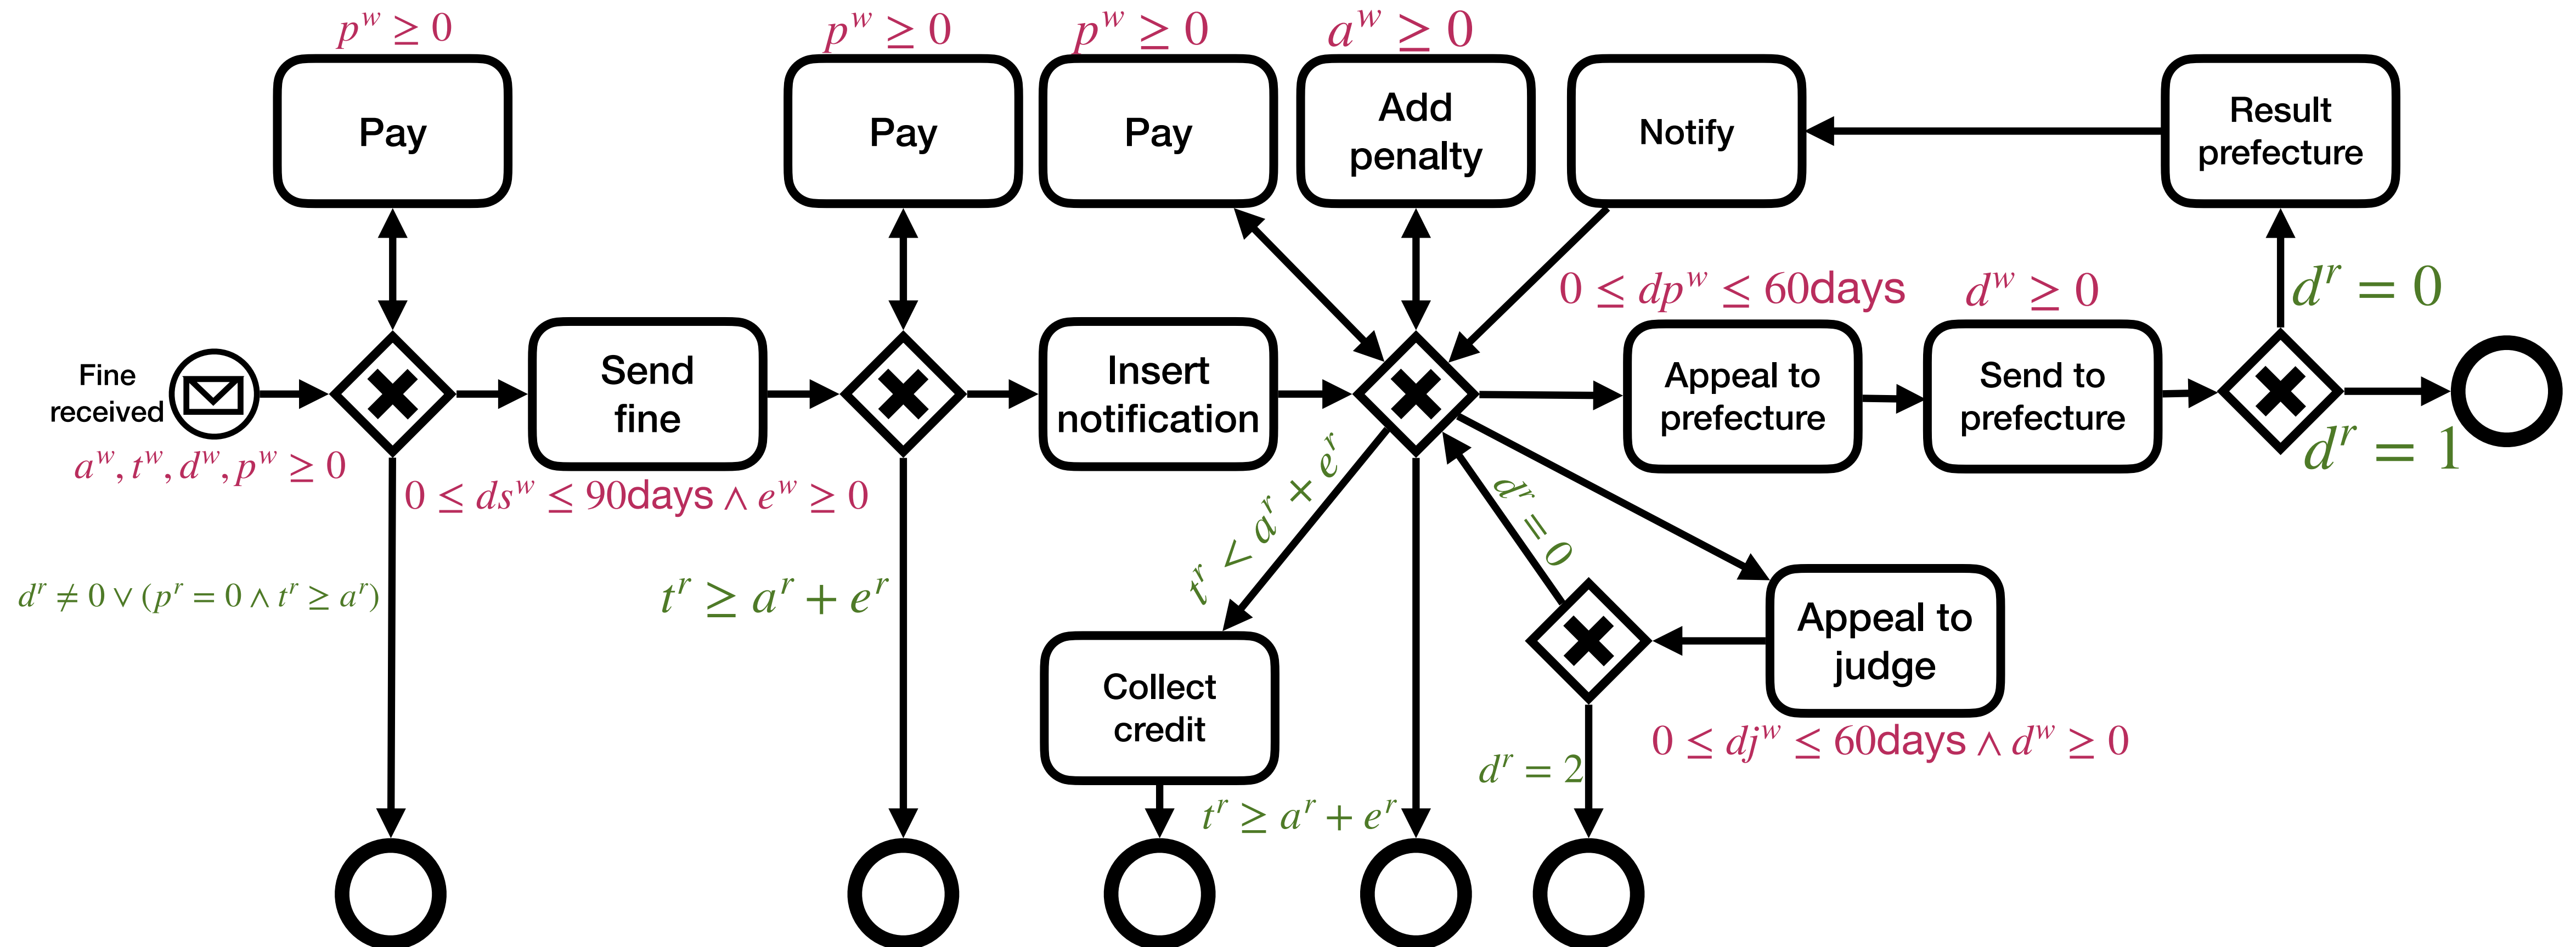 p^w ≥ 0
p^w ≥ 0
p^w ≥ 0
a^w ≥ 0
Pay
Pay
Pay
Add
penalty
Notify
Result
prefecture
0 ≤ dp^w ≤ 60days
d^w ≥ 0
d^r = 0
Fine
received
Send
fine
Insert
notification
Appeal to
prefecture
Send to
prefecture
a^w, t^w, d^w, p^w ≥ 0
0 ≤ ds^w ≤ 90days ∧ e^w ≥ 0
d^r = 1
t^r < a^r + e^r
d^r = 0
d^r ≠ 0 ∨ (p^r = 0 ∧ t^r ≥ a^r)
t^r ≥ a^r + e^r
Appeal to
judge
Collect
credit
0 ≤ dj^w ≤ 60days ∧ d^w ≥ 0
d^r = 2
t^r ≥ a^r + e^r